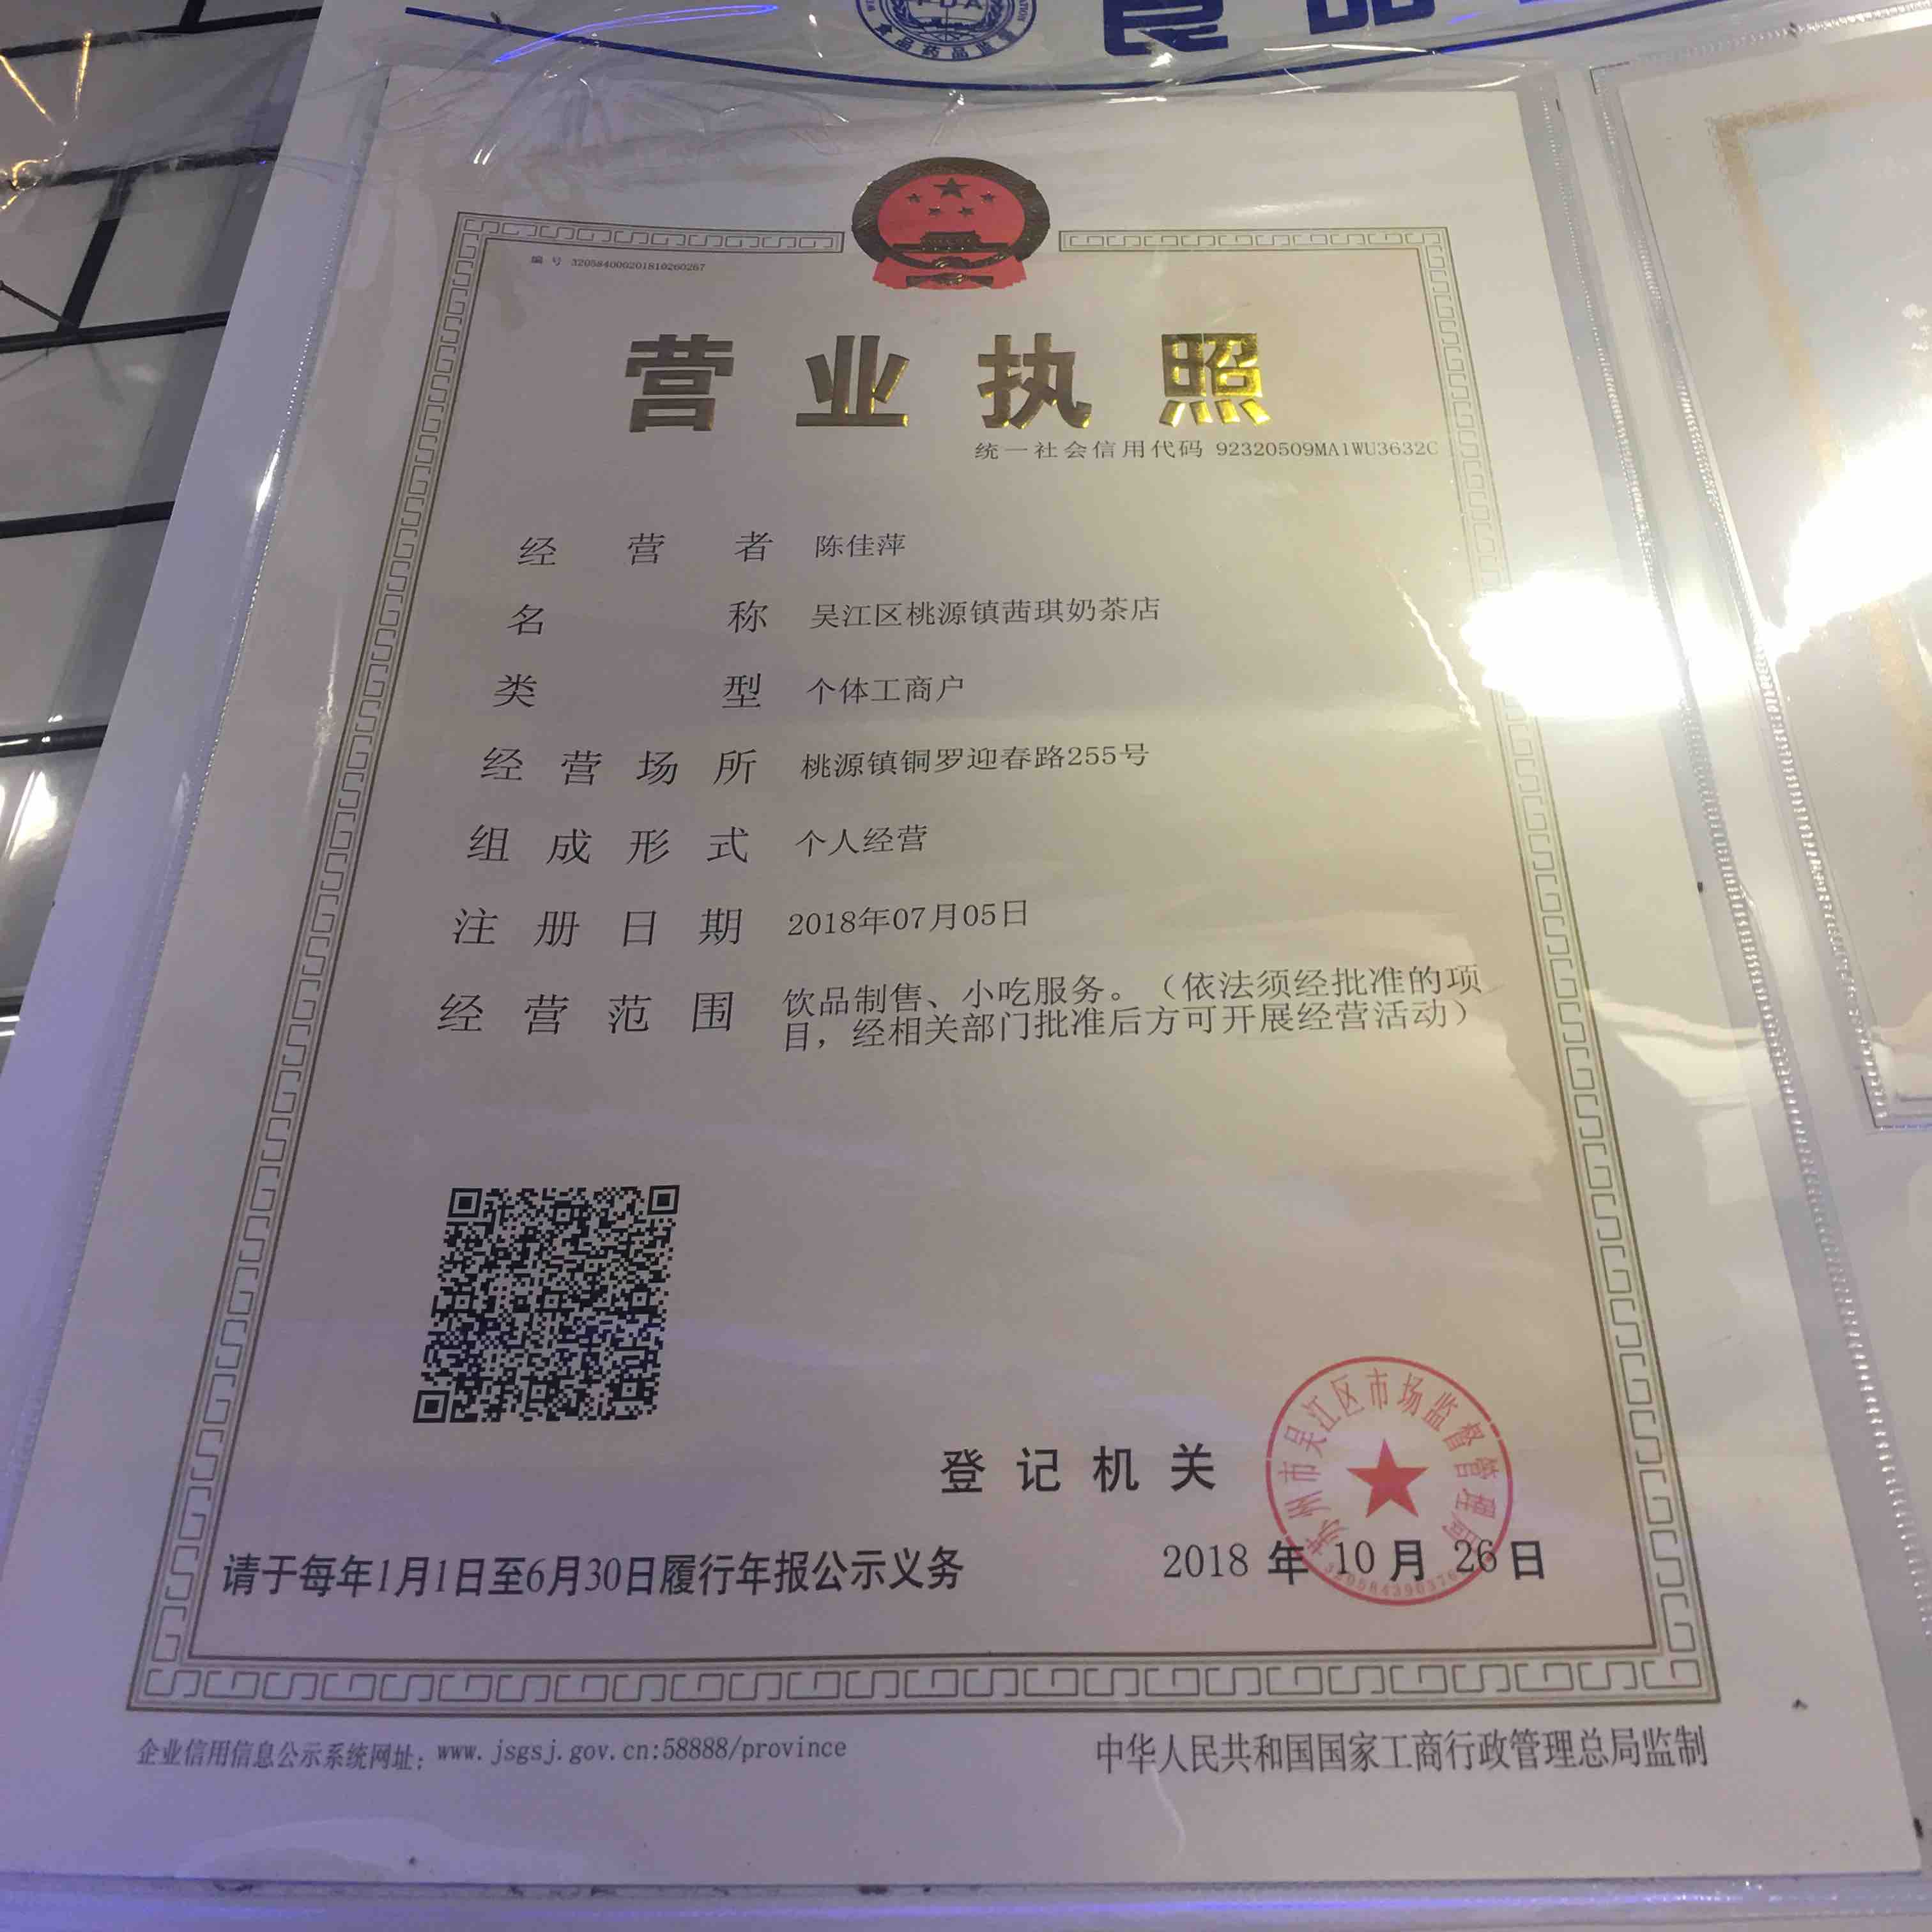 食品
食品药品监督
编号 320584000201810260267
营业执照
统一社会信用代码 92320509MA1WU3632C
经营者 陈佳萍
名称 吴江区桃源镇茜琪奶茶店
类型 个体工商户
经营场所 桃源镇铜罗迎春路255号
组成形式 个人经营
注册日期 2018年07月05日
经营范围 饮品制售、小吃服务。（依法须经批准的项
目，经相关部门批准后方可开展经营活动）
登记机关
苏州市吴江区市场监督管理局
2018 年 10 月 26 日
请于每年1月1日至6月30日履行年报公示义务
企业信用信息公示系统网址：www.jsgsj.gov.cn:58888/province
中华人民共和国国家工商行政管理总局监制